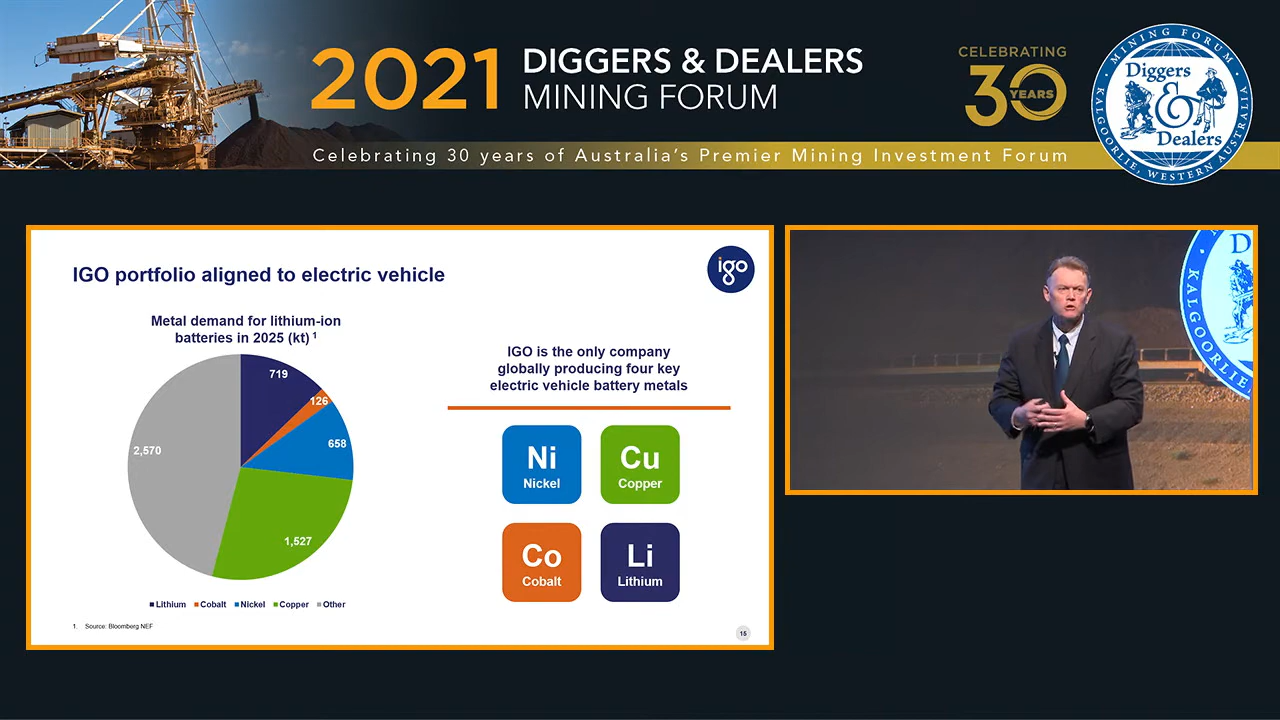 2021
DIGGERS & DEALERS
MINING FORUM
CELEBRATING
30
YEARS
Celebrating 30 years of Australia's Premier Mining Investment Forum
MINING FORUM
Diggers
&
Dealers
KALGOORLIE, WESTERN AUSTRALIA
IGO portfolio aligned to electric vehicle
igo
Metal demand for lithium-ion
batteries in 2025 (kt) 1
719
126
658
1,527
2,570
Lithium Cobalt Nickel Copper Other
1. Source: Bloomberg NEF
IGO is the only company
globally producing four key
electric vehicle battery metals
Ni
Nickel
Cu
Copper
Co
Cobalt
Li
Lithium
15
D
KALGOORLIE